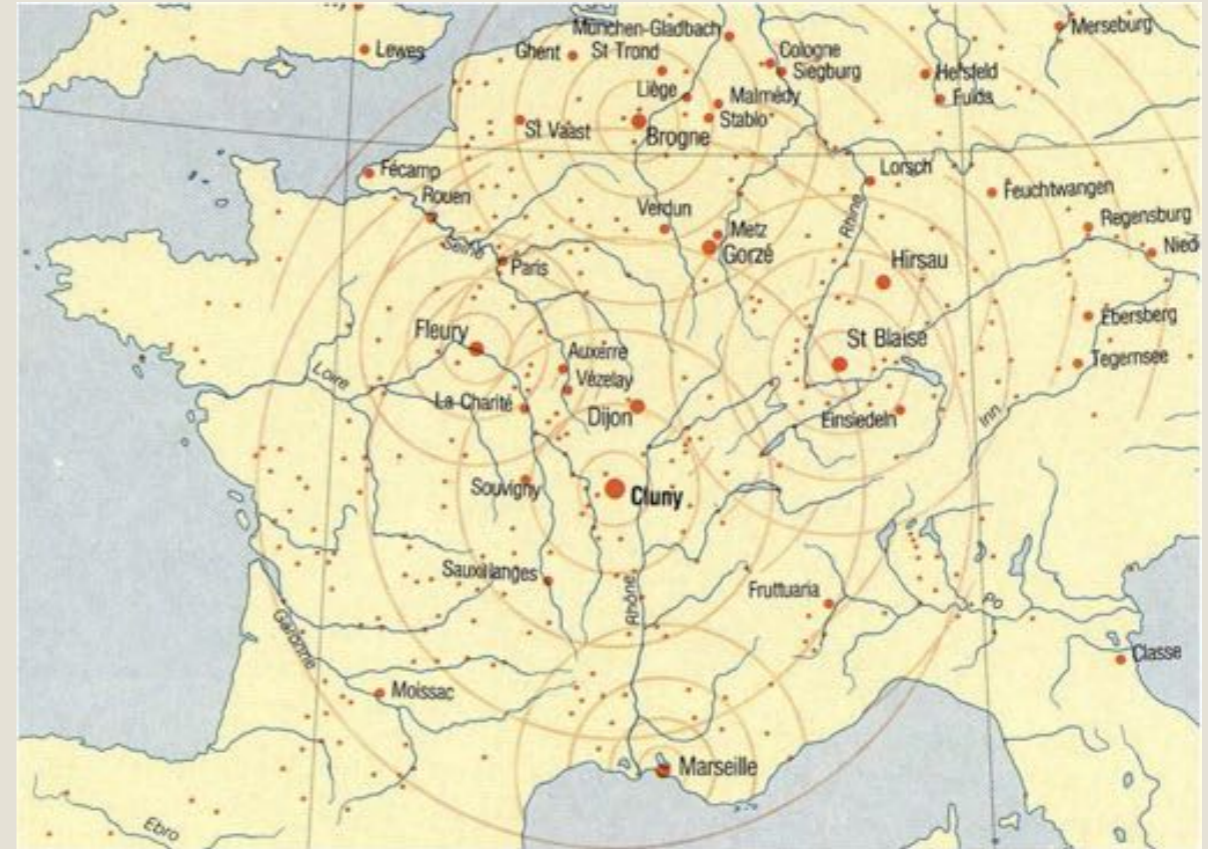 Munchen-Gladbach
Merseburg
Lewes
Ghent
St Trond
Cologne
Siegburg
Hersfeld
Fulda
Liège
Malmédy
Stablo
St Vaast
Brogne
Fécamp
Lorsch
Rouen
Verdun
Rhine
Feuchtwangen
Metz
Gorzé
Regensburg
Seine
Paris
Hirsau
Nied
Fleury
Auxerre
St Blaise
Ebersberg
Tegernsee
Loire
Vézelay
La Charité
Dijon
Einsiedeln
Inn
Souvigny
Cluny
Sauxillanges
Rhône
Fruttuaria
Po
Garonne
Classe
Moissac
Marseille
Ebro